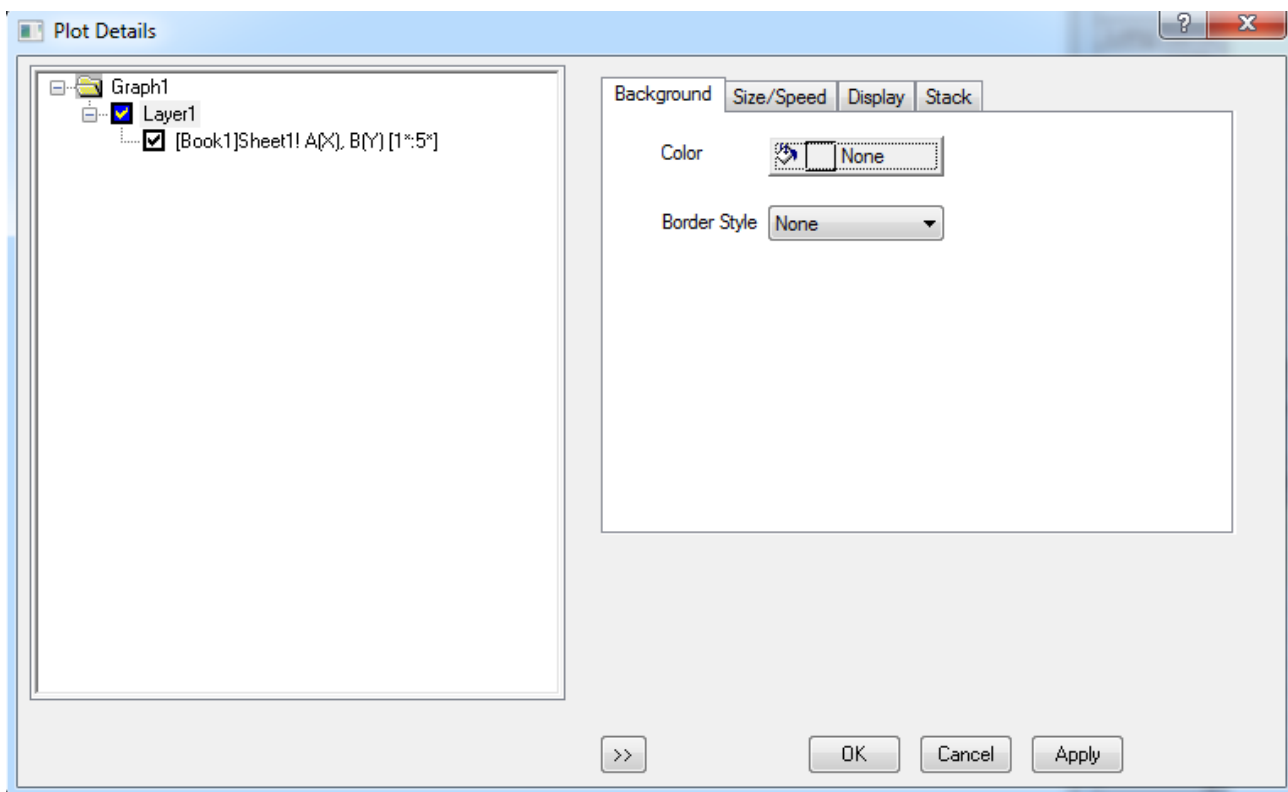 Plot Details
?
X
Graph1
Layer1
[Book1]Sheet1! A(X), B(Y) [1*:5*]
Background Size/Speed Display Stack
Color None
Border Style None
>> OK Cancel Apply